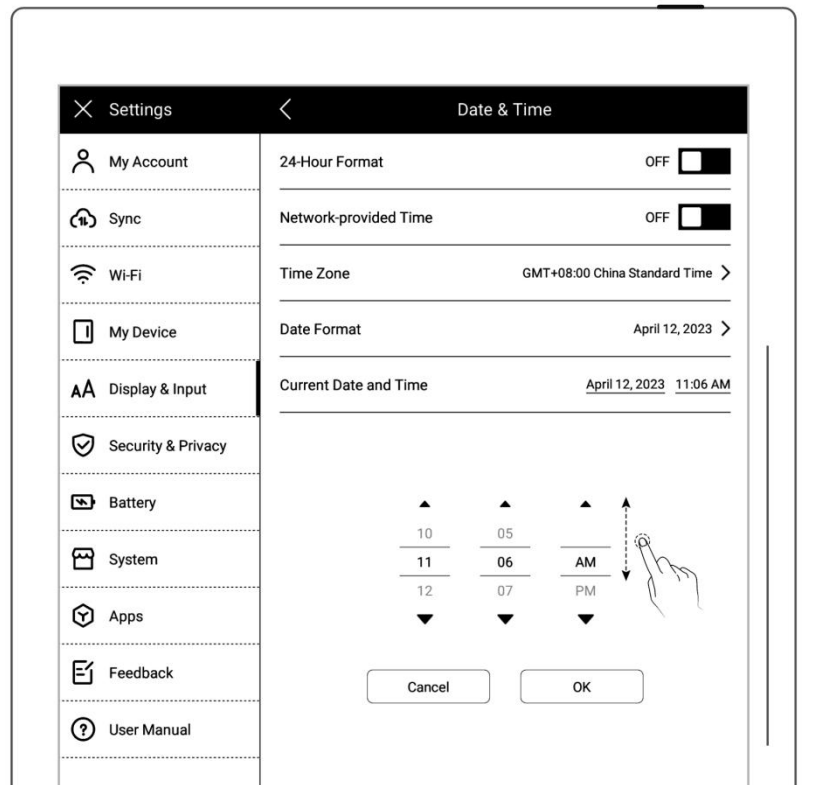 Settings
Date & Time
My Account
Sync
Wi-Fi
My Device
Display & Input
Security & Privacy
Battery
System
Apps
Feedback
User Manual
24-Hour Format OFF
Network-provided Time OFF
Time Zone GMT+08:00 China Standard Time
Date Format April 12, 2023
Current Date and Time April 12, 2023 11:06 AM
10 05
11 06 AM
12 07 PM
Cancel OK